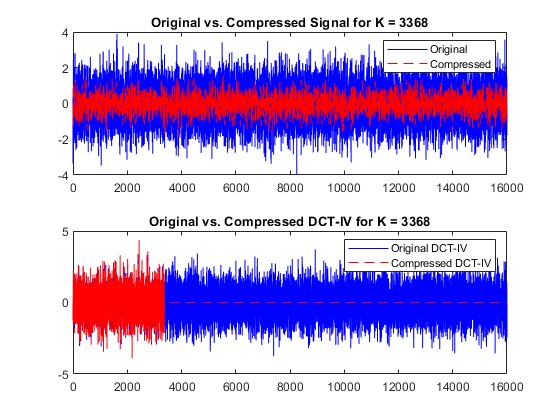 Original vs. Compressed Signal for K = 3368
4
2
0
-2
-4
Original
Compressed
0 2000 4000 6000 8000 10000 12000 14000 16000
Original vs. Compressed DCT-IV for K = 3368
5
0
-5
Original DCT-IV
Compressed DCT-IV
0 2000 4000 6000 8000 10000 12000 14000 16000